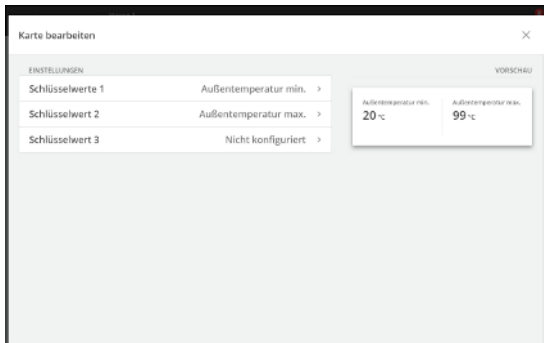 Karte bearbeiten
EINSTELLUNGEN
Schlüsselwerte 1 Außentemperatur min.
Schlüsselwert 2 Außentemperatur max.
Schlüsselwert 3 Nicht konfiguriert
VORSCHAU
Außentemperatur min. Außentemperatur max.
20 °C 99 °C